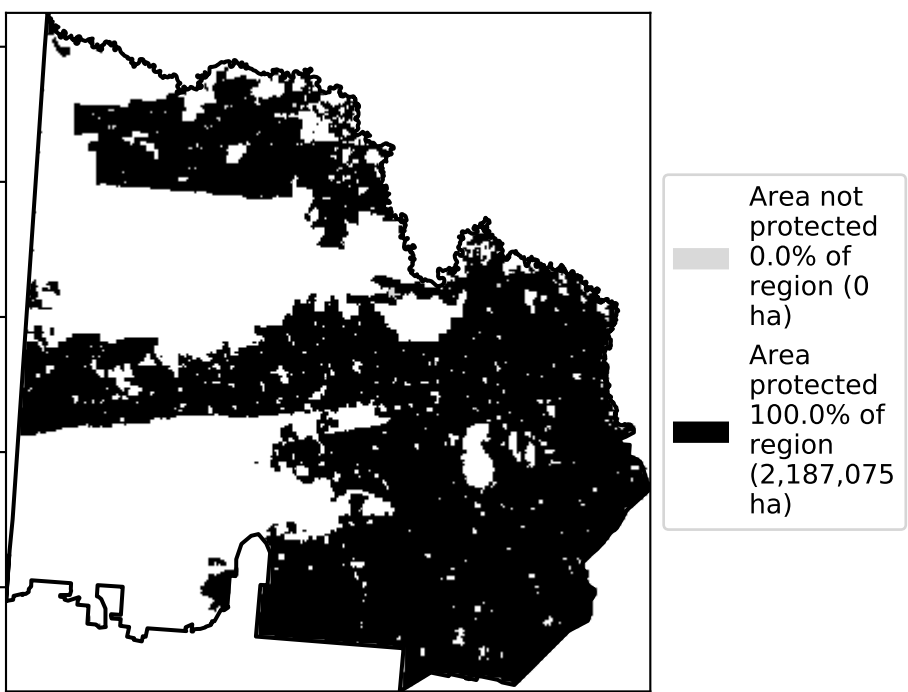 Area not
protected
0.0% of
region (0
ha)
Area
protected
100.0% of
region
(2,187,075
ha)